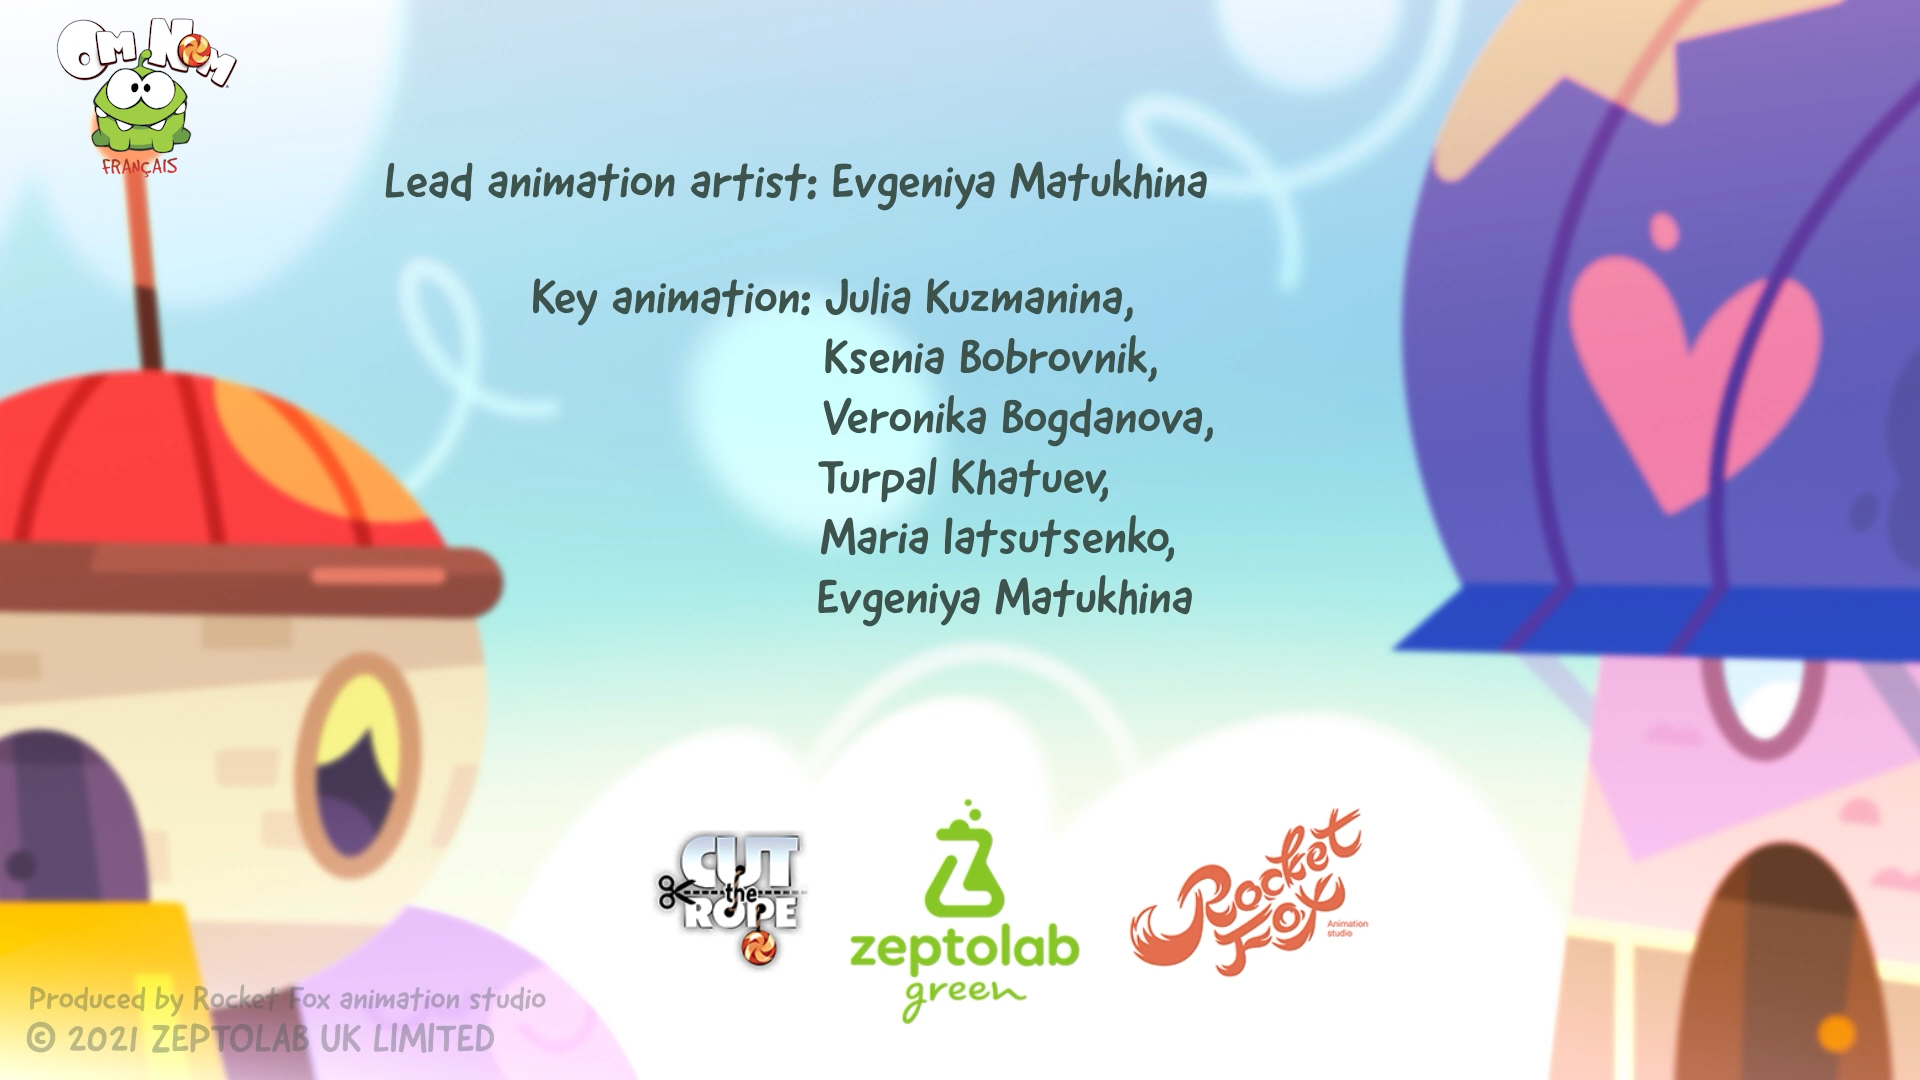 OM NOM
FRANÇAIS
Lead animation artist: Evgeniya Matukhina
Key animation: Julia Kuzmanina,
Ksenia Bobrovnik,
Veronika Bogdanova,
Turpal Khatuev,
Maria Iatsutsenko,
Evgeniya Matukhina
CUT
the
ROPE
zeptolab
green
Rocket
Fox
Animation
studio
Produced by Rocket Fox animation studio
© 2021 ZEPTOLAB UK LIMITED